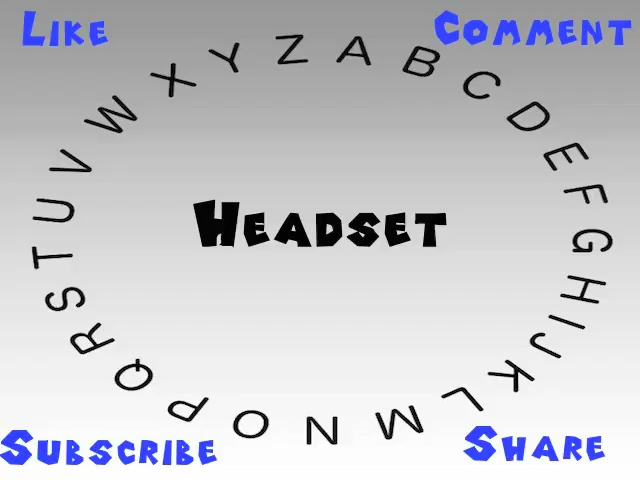 Like
Comment
A B C D E F G H I J K L M N O P Q R S T U V W X Y Z
Headset
Subscribe
Share